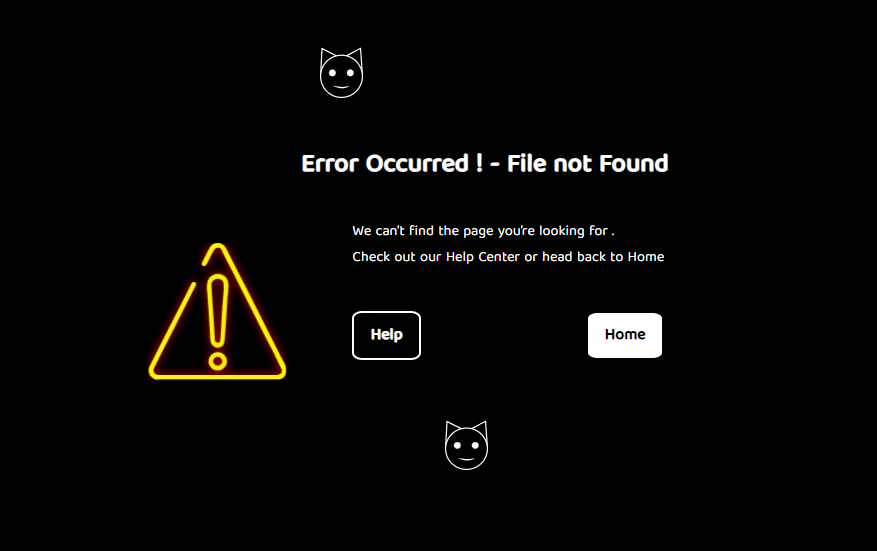 Error Occurred ! - File not Found
We can't find the page you're looking for .
Check out our Help Center or head back to Home
Help
Home